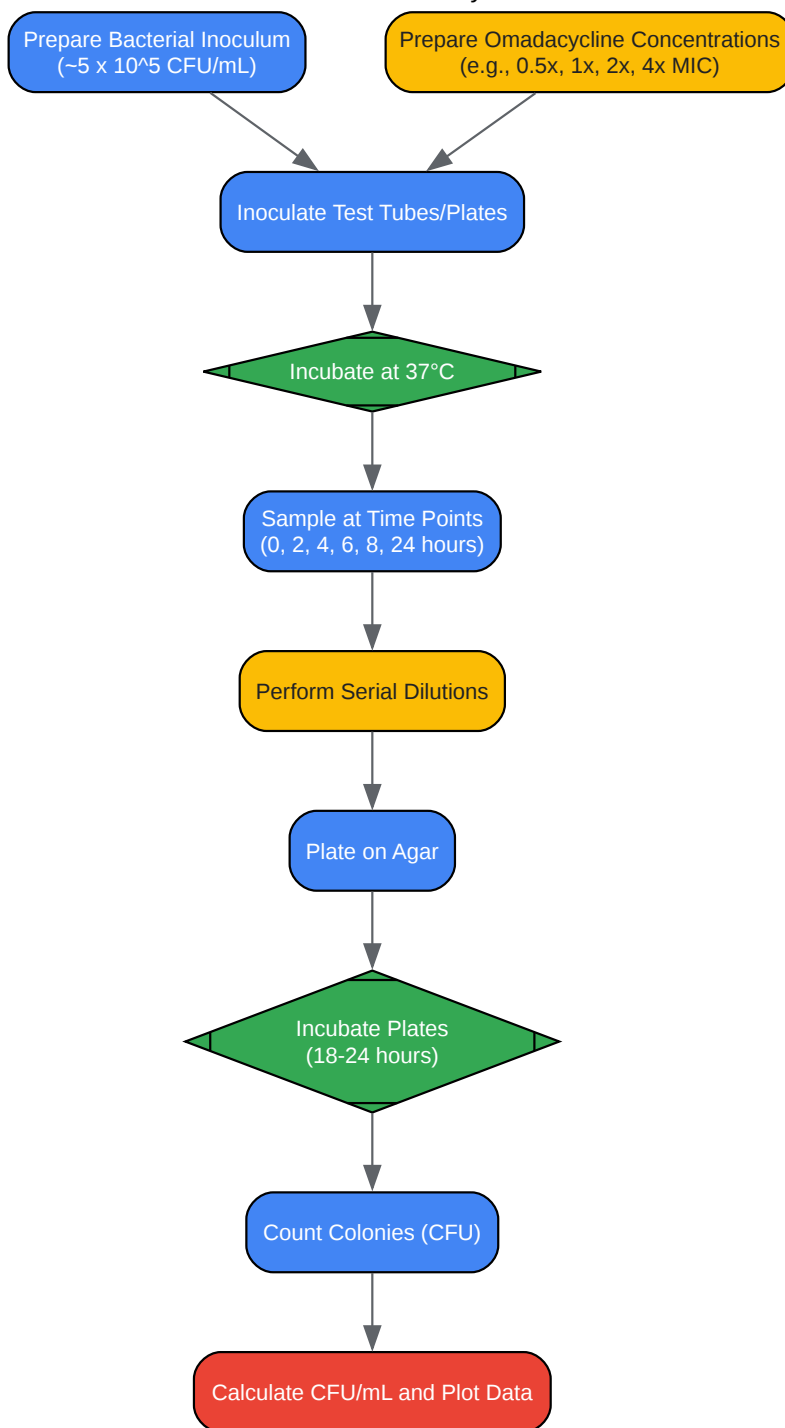 Prepare Bacterial Inoculum
(~5 x 10^5 CFU/mL)
Prepare Omadacycline Concentrations
(e.g., 0.5x, 1x, 2x, 4x MIC)
Inoculate Test Tubes/Plates
Incubate at 37°C
Sample at Time Points
(0, 2, 4, 6, 8, 24 hours)
Perform Serial Dilutions
Plate on Agar
Incubate Plates
(18-24 hours)
Count Colonies (CFU)
Calculate CFU/mL and Plot Data